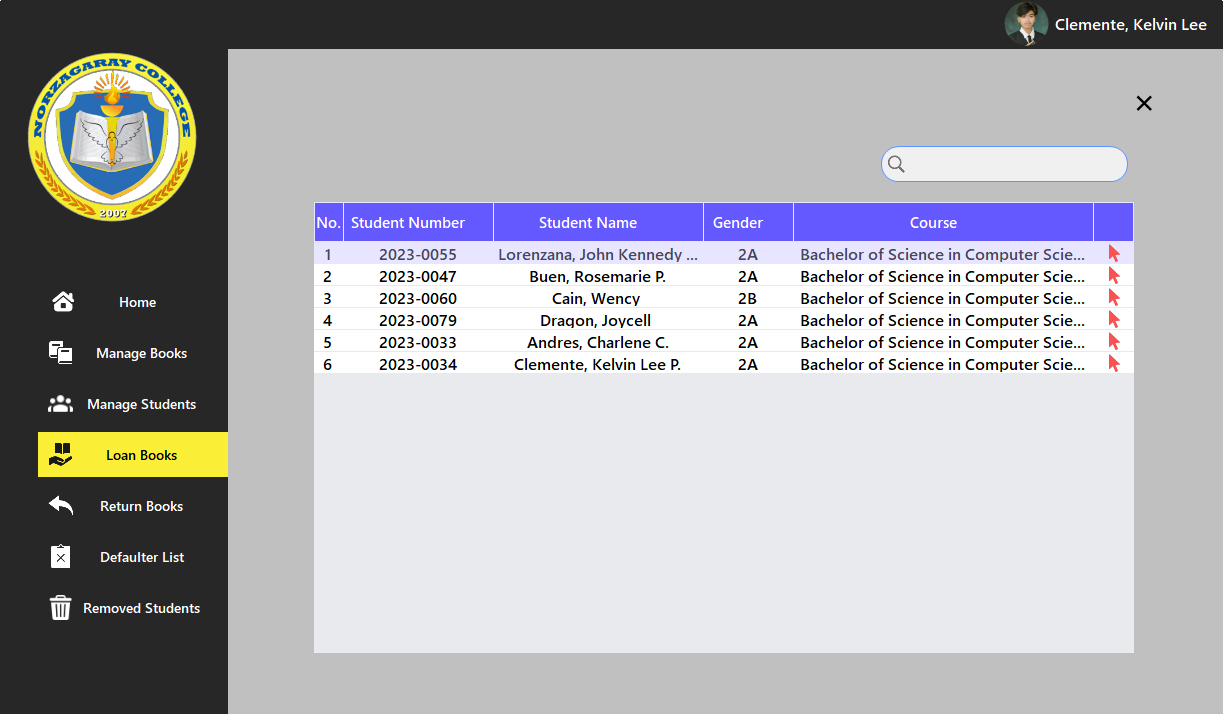 Clemente, Kelvin Lee
NORZAGARAY COLLEGE
2007
Home
Manage Books
Manage Students
Loan Books
Return Books
Defaulter List
Removed Students
No. Student Number Student Name Gender Course
1 2023-0055 Lorenzana, John Kennedy ... 2A Bachelor of Science in Computer Scie...
2 2023-0047 Buen, Rosemarie P. 2A Bachelor of Science in Computer Scie...
3 2023-0060 Cain, Wency 2B Bachelor of Science in Computer Scie...
4 2023-0079 Dragon, Joycell 2A Bachelor of Science in Computer Scie...
5 2023-0033 Andres, Charlene C. 2A Bachelor of Science in Computer Scie...
6 2023-0034 Clemente, Kelvin Lee P. 2A Bachelor of Science in Computer Scie...